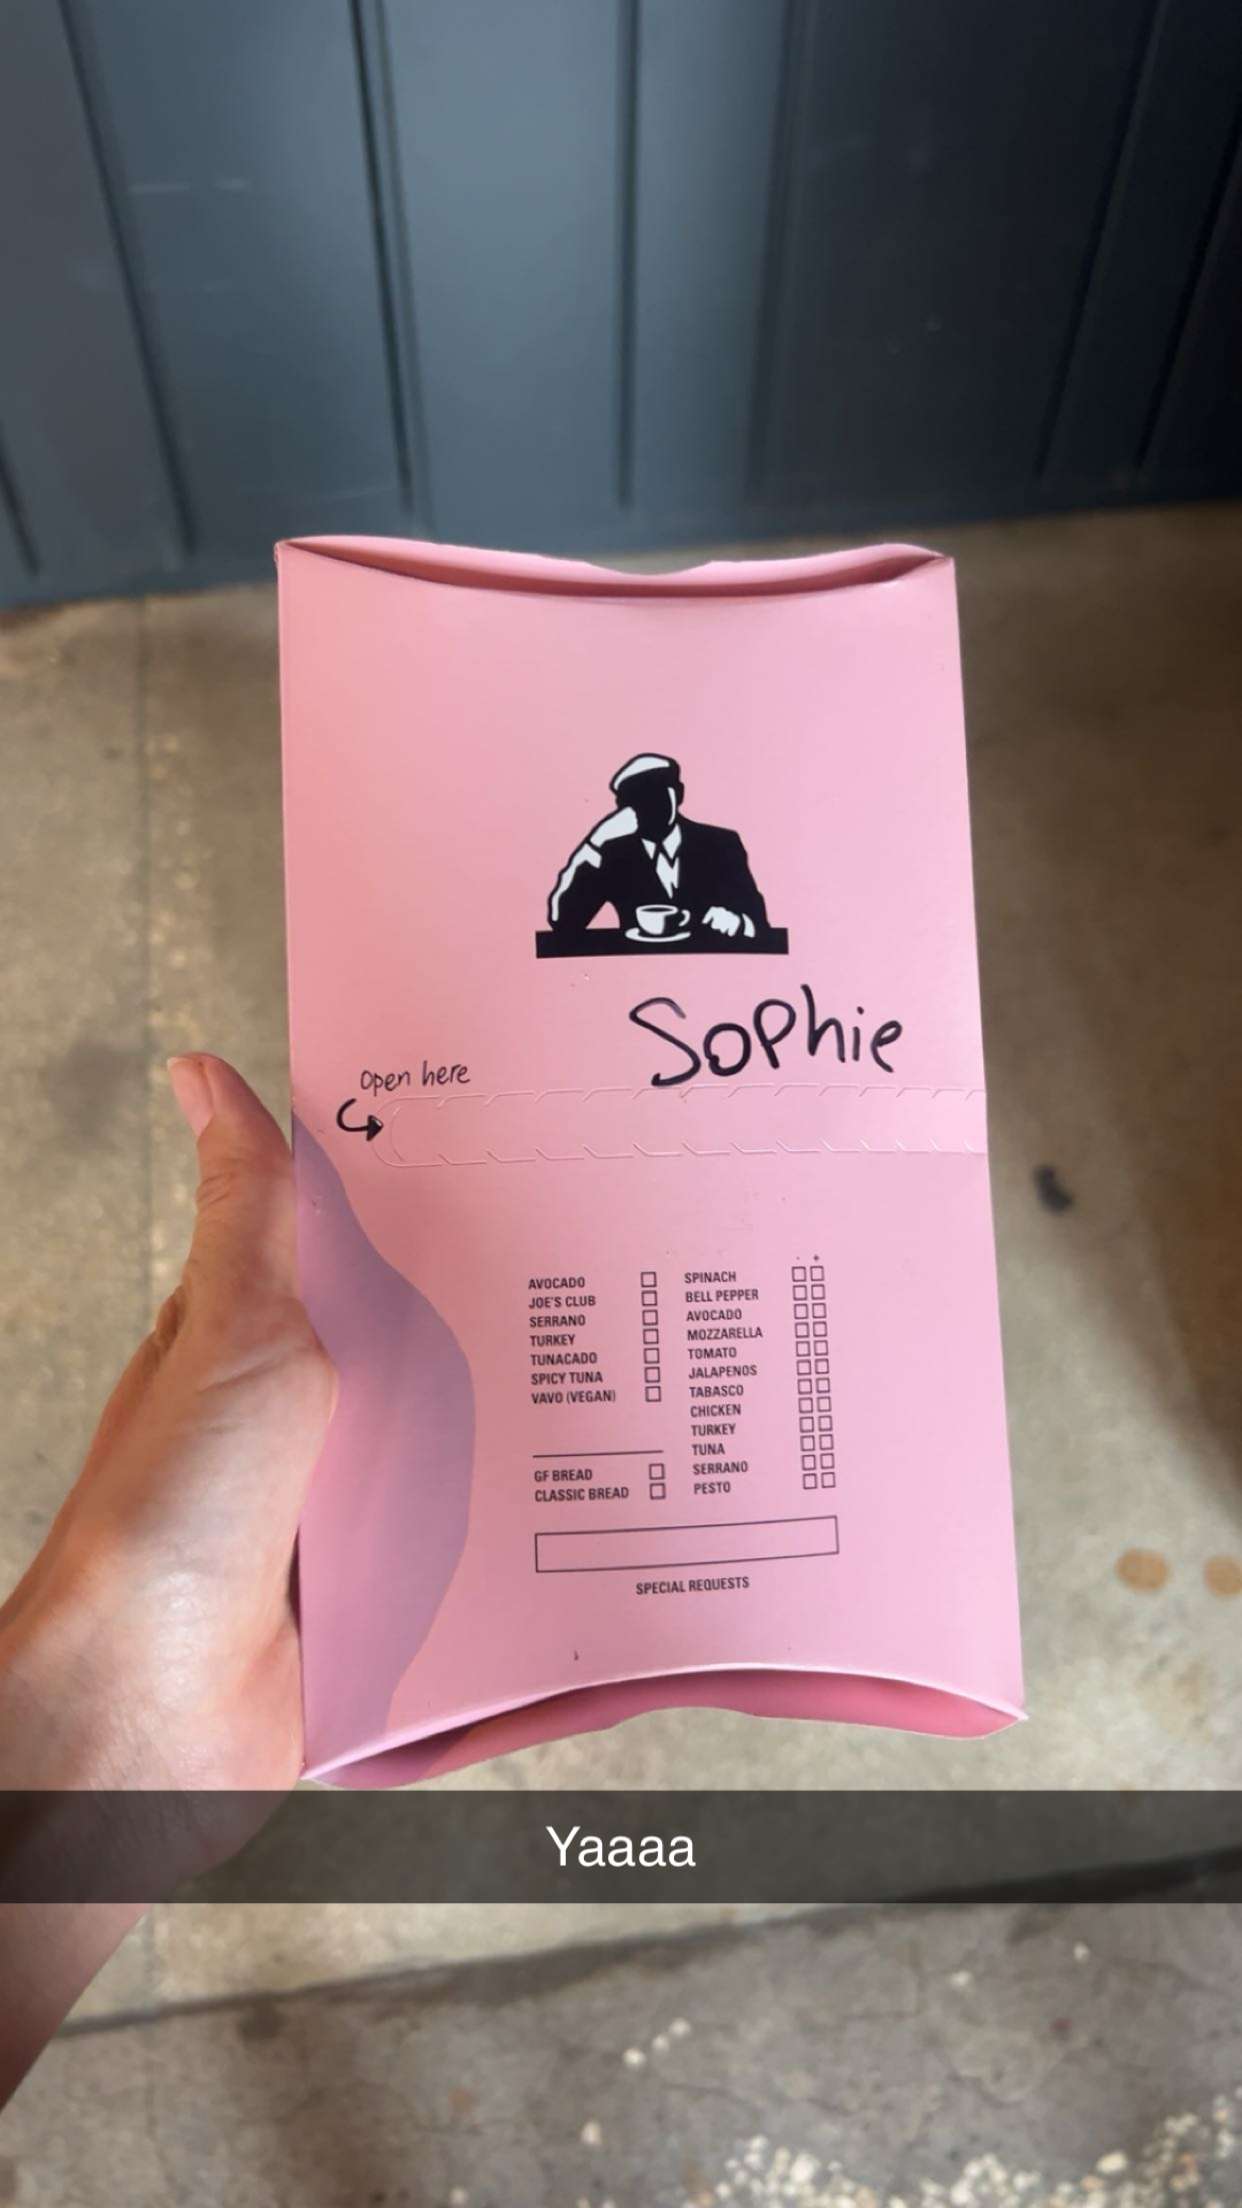 Sophie
Open here
AVOCADO
JOE'S CLUB
SERRANO
TURKEY
TUNACADO
SPICY TUNA
VAVO (VEGAN)
GF BREAD
CLASSIC BREAD
- +
SPINACH
BELL PEPPER
AVOCADO
MOZZARELLA
TOMATO
JALAPENOS
TABASCO
CHICKEN
TURKEY
TUNA
SERRANO
PESTO
SPECIAL REQUESTS
Yaaaa